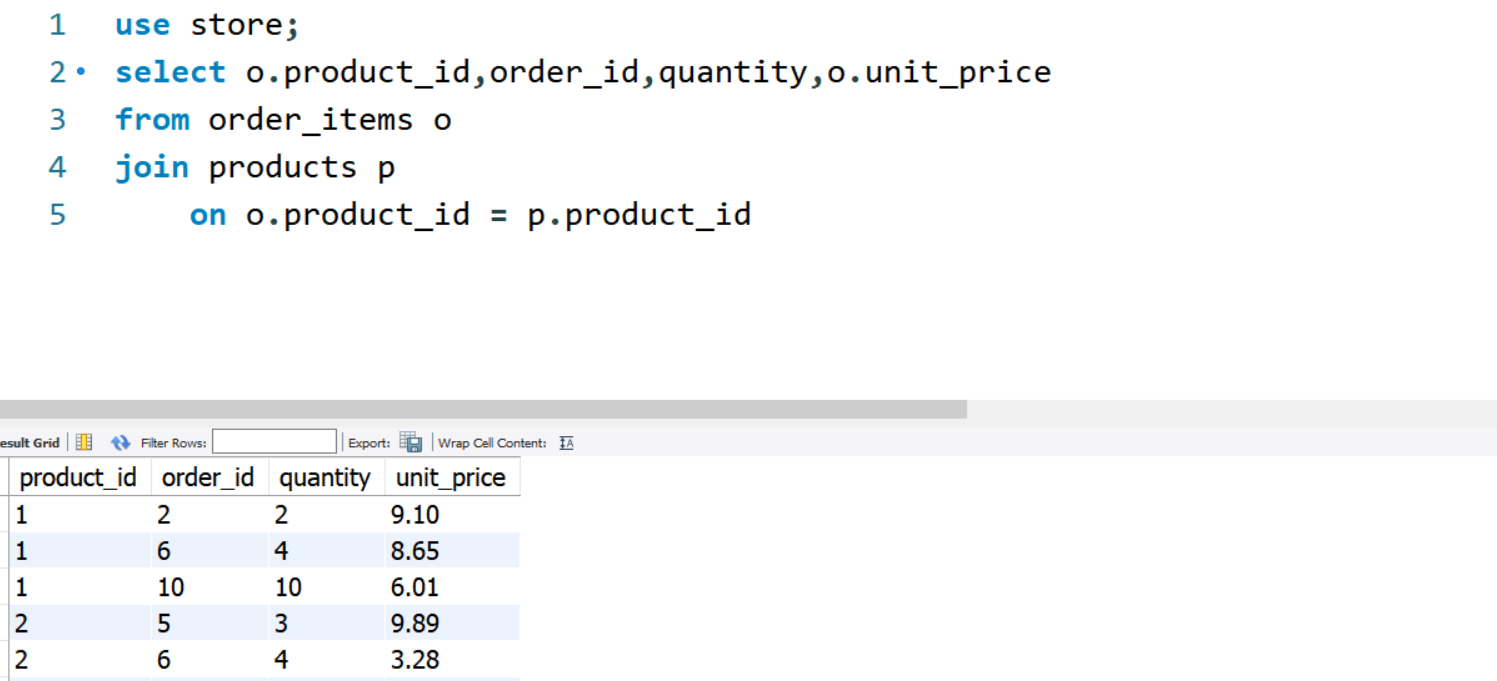 1 use store;
2 select o.product_id,order_id,quantity,o.unit_price
3 from order_items o
4 join products p
5 on o.product_id = p.product_id
esult Grid Filter Rows: Export: Wrap Cell Content: IA
product_id order_id quantity unit_price
1 2 2 9.10
1 6 4 8.65
1 10 10 6.01
2 5 3 9.89
2 6 4 3.28